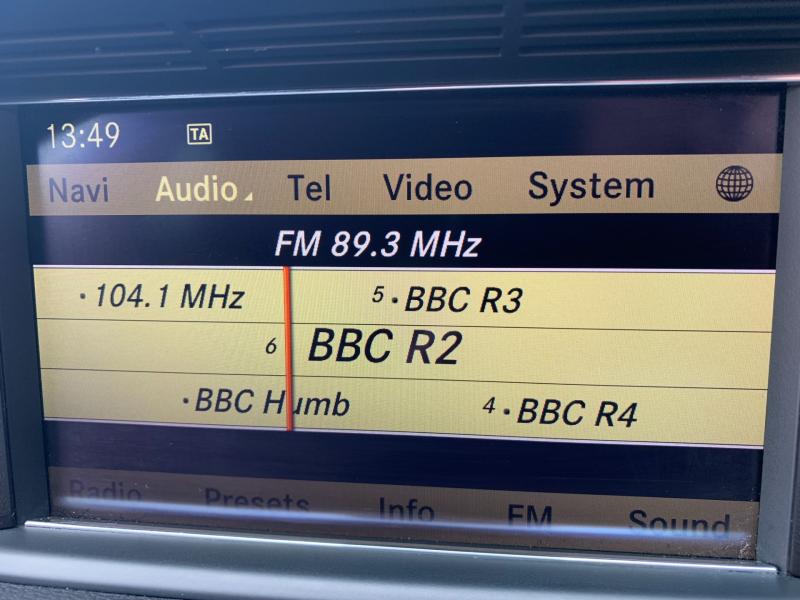 13:49 TA
Navi Audio Tel Video System
FM 89.3 MHz
·104.1 MHz 5·BBC R3
6 BBC R2
·BBC Humb 4·BBC R4
Radio Presets Info FM Sound